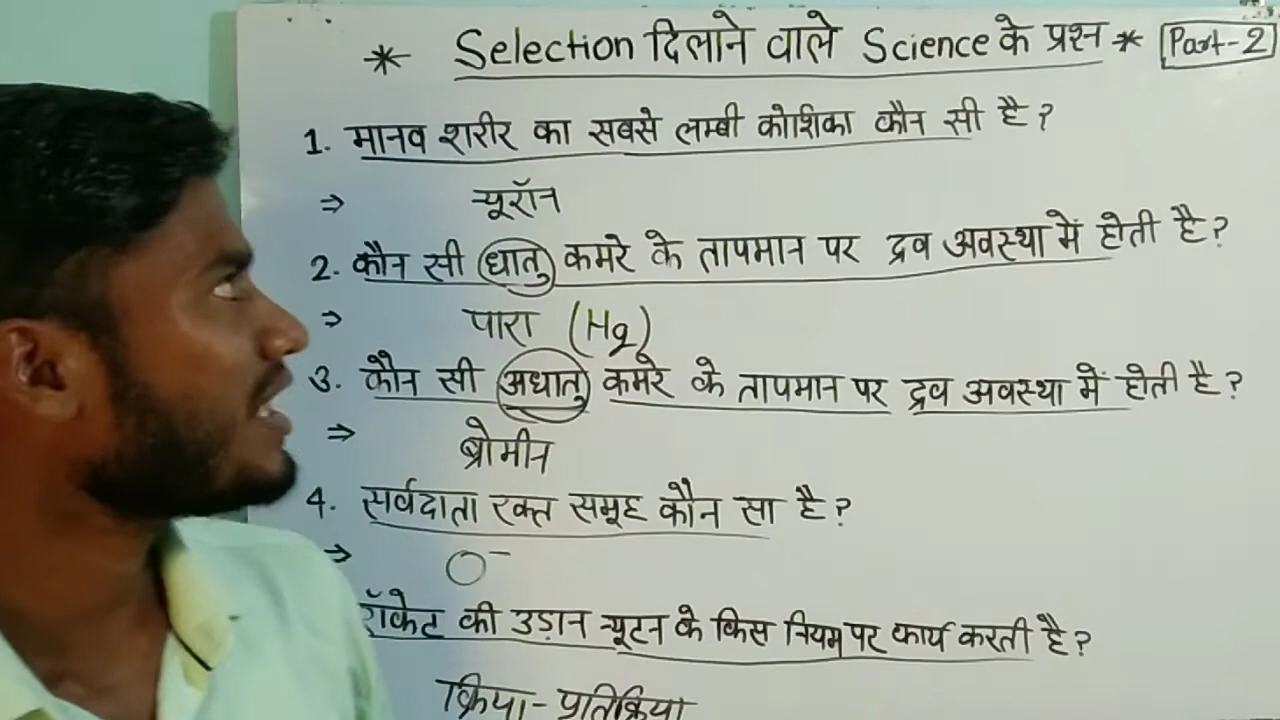 * Selection दिलाने वाले Science के प्रश्न * Part-2
1. मानव शरीर का सबसे लम्बी कोशिका कौन सी है?
⇒ न्यूरॉन
2. कौन सी धातु कमरे के तापमान पर द्रव अवस्था में होती है?
⇒ पारा (Hg)
3. कौन सी अधातु कमरे के तापमान पर द्रव अवस्था में होती है?
⇒ ब्रोमीन
4. सर्वदाता रक्त समूह कौन सा है?
⇒ O⁻
रॉकेट की उड़ान न्यूटन के किस नियम पर कार्य करती है?
क्रिया-प्रतिक्रिया